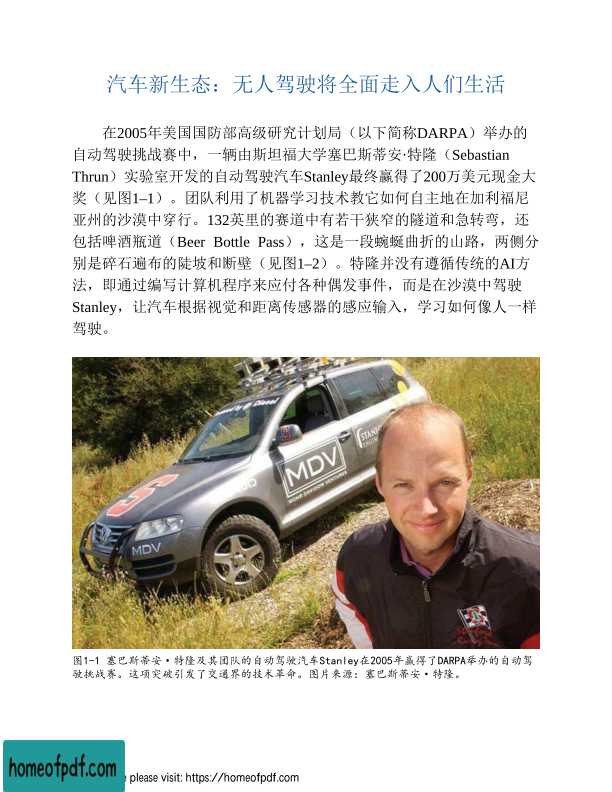 汽车新生态：无人驾驶将全面走入人们生活
在2005年美国国防部高级研究计划局（以下简称DARPA）举办的
自动驾驶挑战赛中，一辆由斯坦福大学塞巴斯蒂安·特隆（Sebastian
Thrun）实验室开发的自动驾驶汽车Stanley最终赢得了200万美元现金大
奖（见图1–1）。团队利用了机器学习技术教它如何自主地在加利福尼
亚州的沙漠中穿行。132英里的赛道中有若干狭窄的隧道和急转弯，还
包括啤酒瓶道（Beer Bottle Pass），这是一段蜿蜒曲折的山路，两侧分
别是碎石遍布的陡坡和断壁（见图1–2）。特隆并没有遵循传统的AI方
法，即通过编写计算机程序来应付各种偶发事件，而是在沙漠中驾驶
Stanley，让汽车根据视觉和距离传感器的感应输入，学习如何像人一样
驾驶。
Diesel
MDV
MOHR DAVIDOW VENTURES
MDV
图1-1 塞巴斯蒂安·特隆及其团队的自动驾驶汽车Stanley在2005年赢得了DARPA举办的自动驾
驶挑战赛。这项突破引发了交通界的技术革命。图片来源：塞巴斯蒂安·特隆。
homeofpdf.com
please visit: https://homeofpdf.com